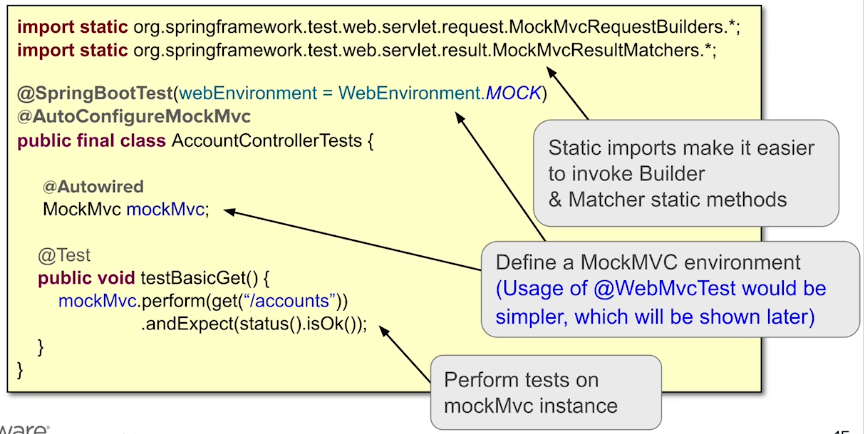 import static org.springframework.test.web.servlet.request.MockMvcRequestBuilders.*;
import static org.springframework.test.web.servlet.result.MockMvcResultMatchers.*;
@SpringBootTest(webEnvironment = WebEnvironment.MOCK)
@AutoConfigureMockMvc
public final class AccountControllerTests {
@Autowired
MockMvc mockMvc;
@Test
public void testBasicGet() {
mockMvc.perform(get(“/accounts”))
.andExpect(status().isOk());
}
}
Static imports make it easier
to invoke Builder
& Matcher static methods
Define a MockMVC environment
(Usage of @WebMvcTest would be
simpler, which will be shown later)
Perform tests on
mockMvc instance